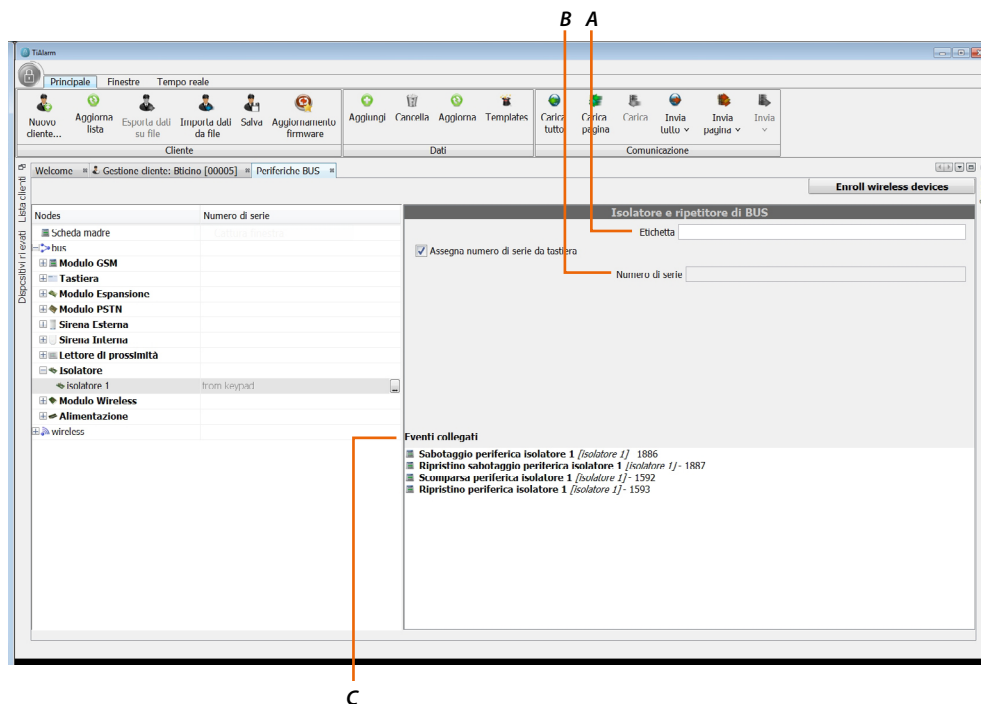 B A
TiAlarm
Principale Finestre Tempo reale
Nuovo cliente... Aggiorna lista Esporta dati su file Importa dati da file Salva Aggiornamento firmware
Cliente
Aggiungi Cancella Aggiorna Templates
Dati
Carica tutto Carica pagina Carica Invia tutto Invia pagina Invia
Comunicazione
Lista clienti
Dispositivi rilevati
Welcome Gestione cliente: Bticino [00005] Periferiche BUS
Enroll wireless devices
Nodes Numero di serie
Isolatore e ripetitore di BUS
Scheda madre
Etichetta
bus
Assegna numero di serie da tastiera
Modulo GSM
Tastiera
Numero di serie
Modulo Espansione
Modulo PSTN
Sirena Esterna
Sirena Interna
Lettore di prossimità
Isolatore
isolatore 1 from keypad
Modulo Wireless
Alimentazione
wireless
Eventi collegati
Sabotaggio periferica isolatore 1 [isolatore 1] 1886
Ripristino sabotaggio periferica isolatore 1 [isolatore 1] - 1887
Scomparsa periferica isolatore 1 [isolatore 1] - 1592
Ripristino periferica isolatore 1 [isolatore 1] - 1593
C